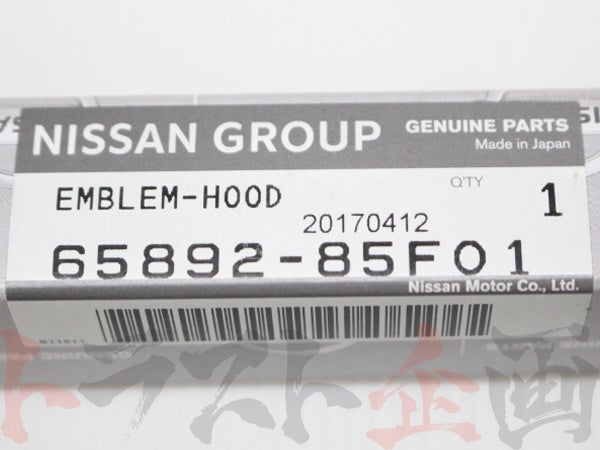 NISSAN GROUP
GENUINE PARTS
Made in Japan
EMBLEM-HOOD
Q'TY
1
20170412
65892-85F01
Nissan Motor Co., Ltd.
トラスト企画